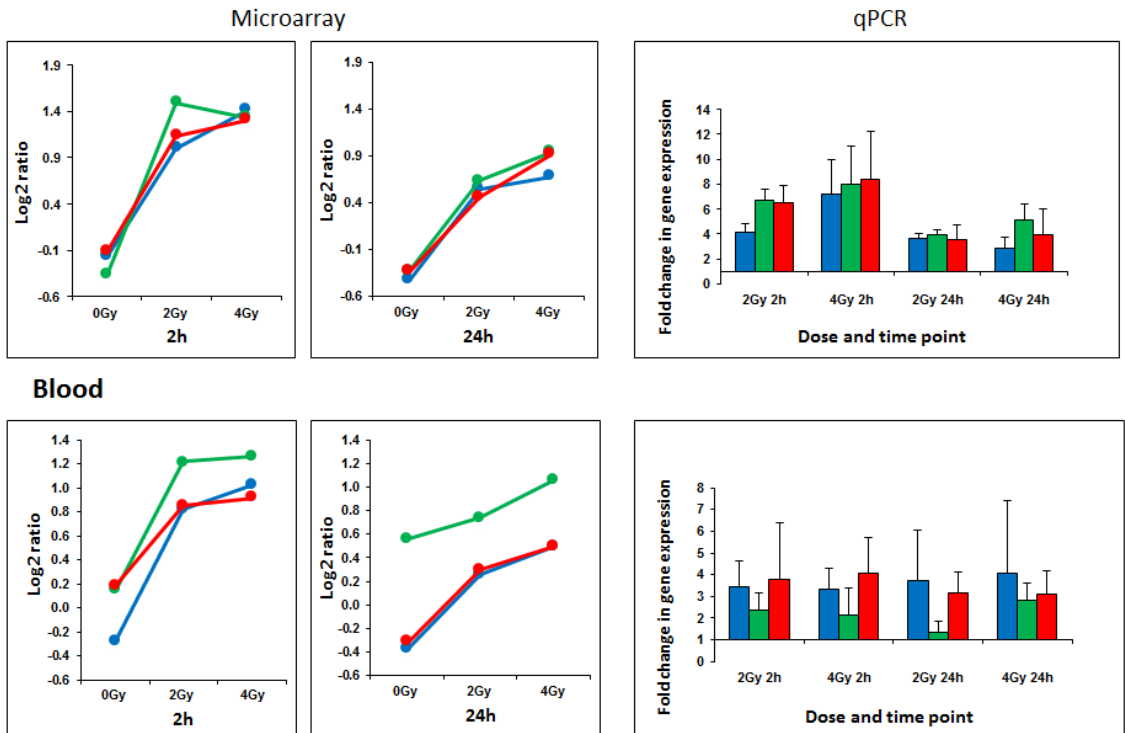 Microarray
qPCR
Log2 ratio
1.9
1.4
0.9
0.4
-0.1
-0.6
0Gy 2Gy 4Gy
2h
Log2 ratio
1.9
1.4
0.9
0.4
-0.1
-0.6
0Gy 2Gy 4Gy
24h
Fold change in gene expression
14
12
10
8
6
4
2
0
2Gy 2h 4Gy 2h 2Gy 24h 4Gy 24h
Dose and time point
Blood
Log2 ratio
1.4
1.2
1.0
0.8
0.6
0.4
0.2
0.0
-0.2
-0.4
-0.6
0Gy 2Gy 4Gy
2h
Log2 ratio
1.4
1.2
1.0
0.8
0.6
0.4
0.2
0.0
-0.2
-0.4
-0.6
0Gy 2Gy 4Gy
24h
Fold change in gene expression
8
7
6
5
4
3
2
1
0
2Gy 2h 4Gy 2h 2Gy 24h 4Gy 24h
Dose and time point